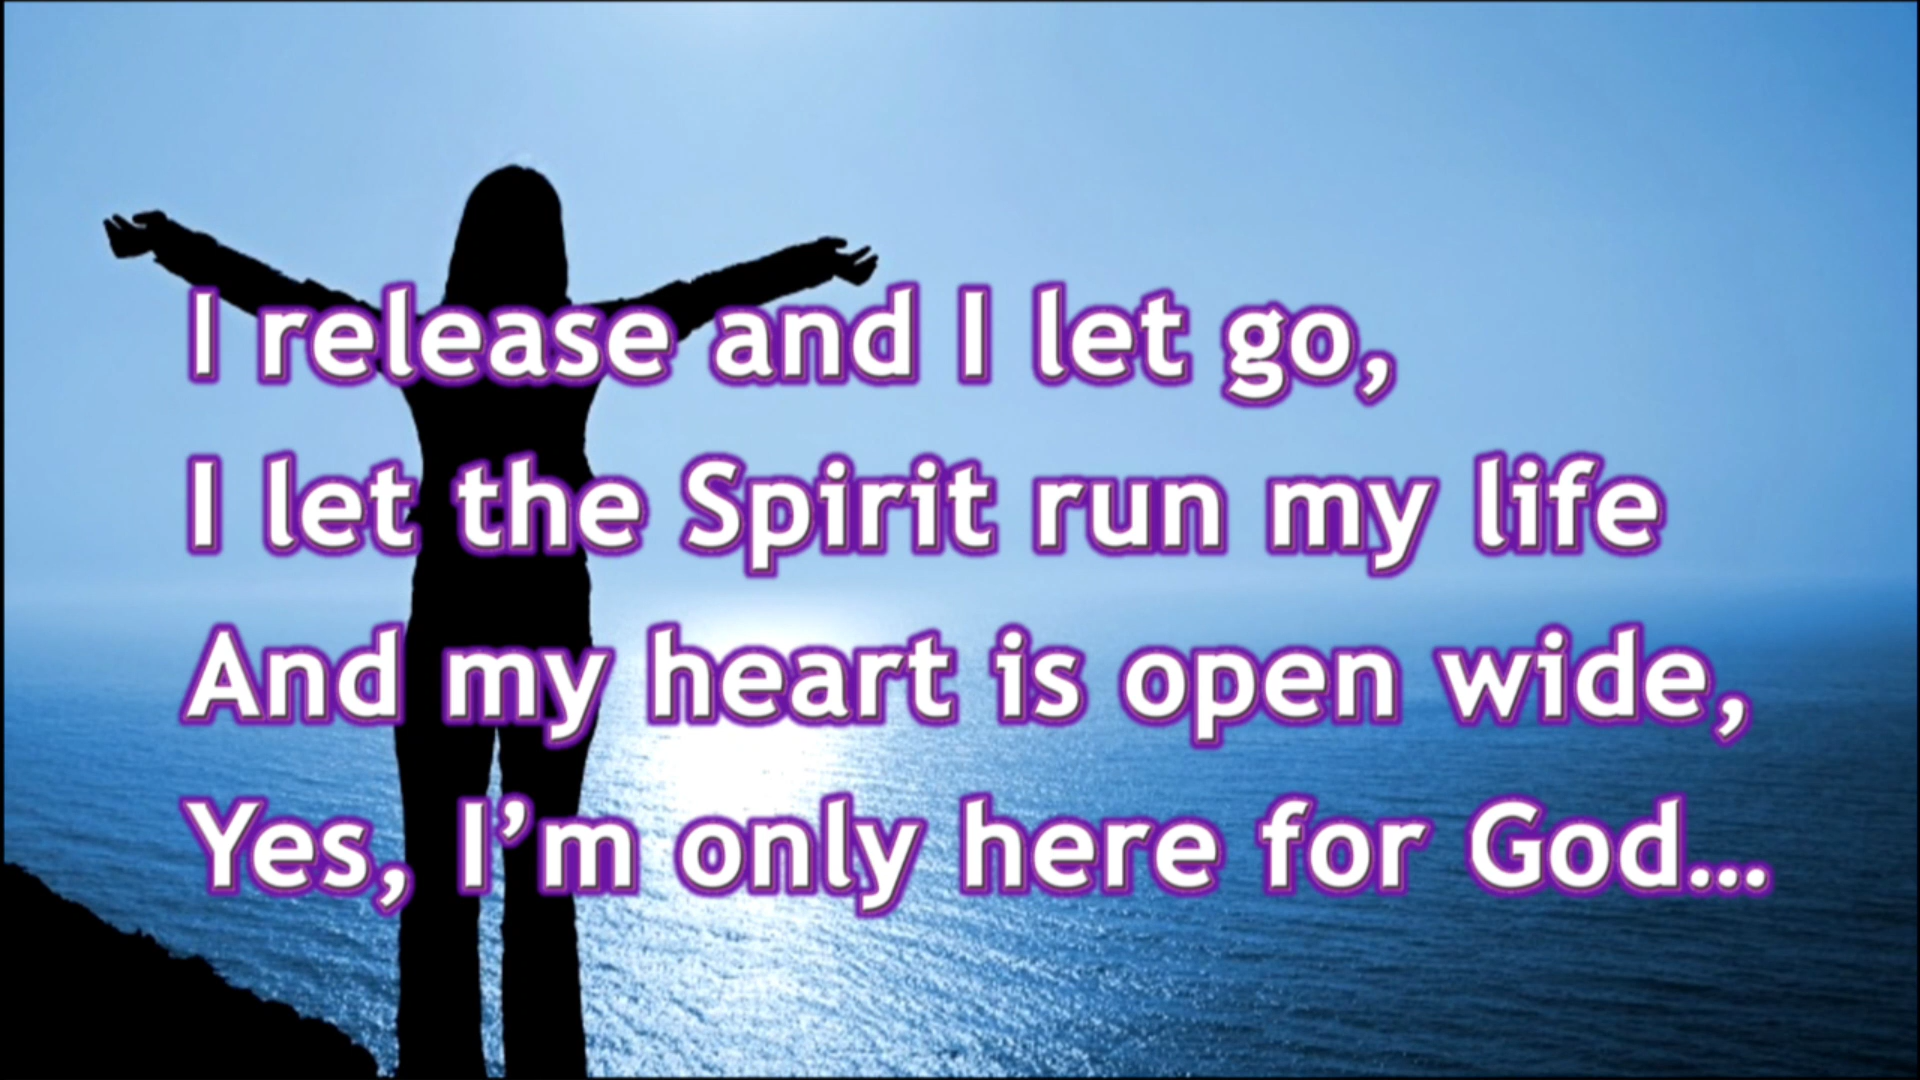 I release and I let go,
I let the Spirit run my life
And my heart is open wide,
Yes, I’m only here for God...